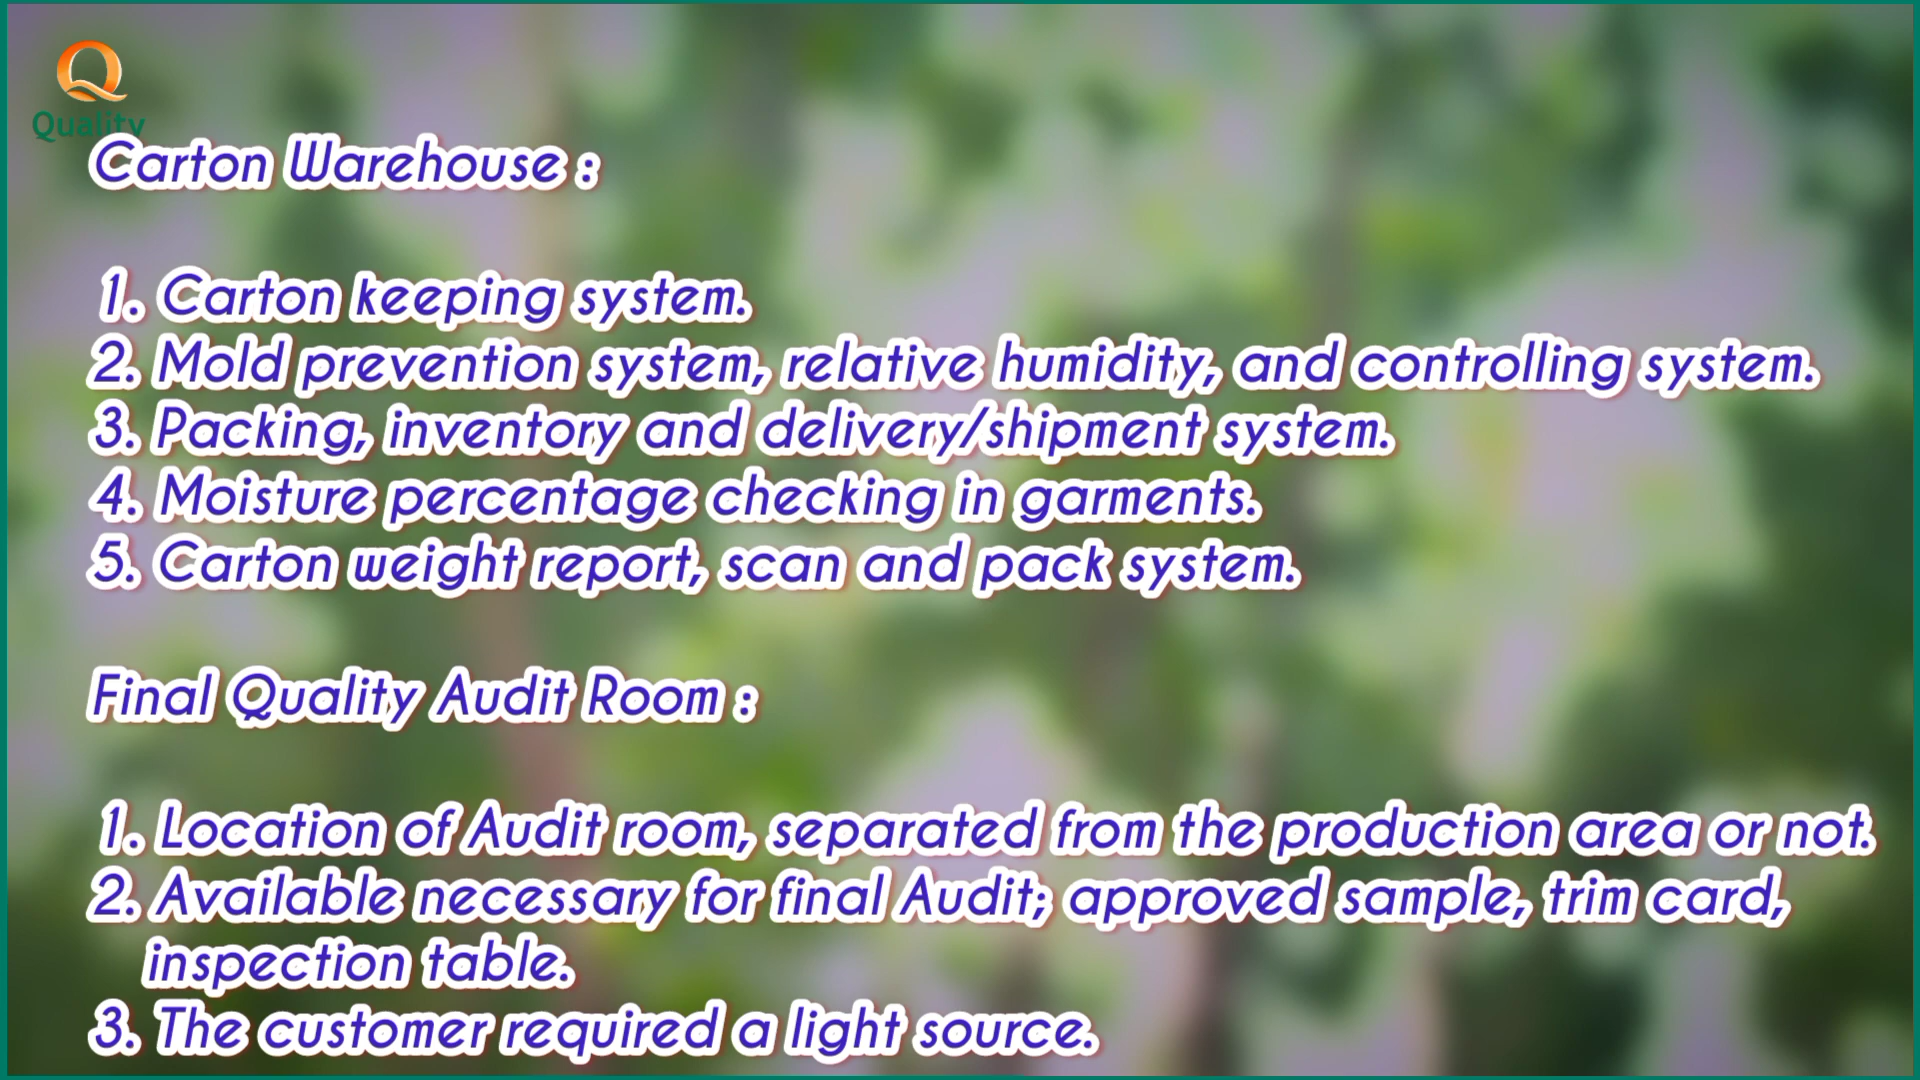 Quality
Carton Warehouse :
1. Carton keeping system.
2. Mold prevention system, relative humidity, and controlling system.
3. Packing, inventory and delivery/shipment system.
4. Moisture percentage checking in garments.
5. Carton weight report, scan and pack system.
Final Quality Audit Room :
1. Location of Audit room, separated from the production area or not.
2. Available necessary for final Audit; approved sample, trim card,
inspection table.
3. The customer required a light source.